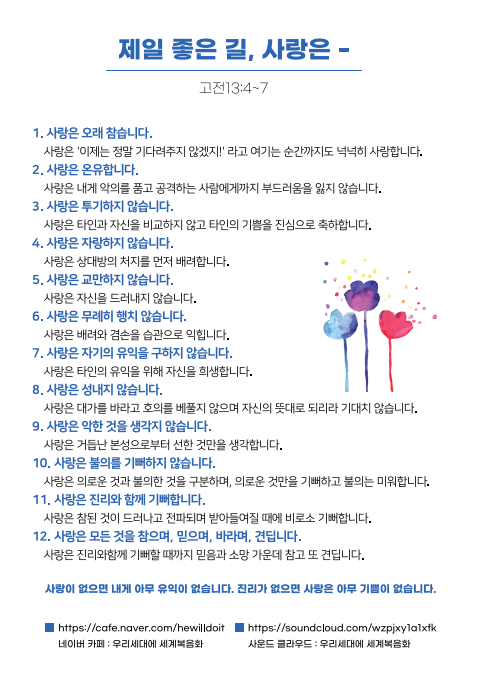 제일 좋은 길, 사랑은 -
고전13:4~7
1. 사랑은 오래 참습니다.
사랑은 '이제는 정말 기다려주지 않겠지!' 라고 여기는 순간까지도 넉넉히 사랑합니다.
2. 사랑은 온유합니다.
사랑은 내게 악의를 품고 공격하는 사람에게까지 부드러움을 잃지 않습니다.
3. 사랑은 투기하지 않습니다.
사랑은 타인과 자신을 비교하지 않고 타인의 기쁨을 진심으로 축하합니다.
4. 사랑은 자랑하지 않습니다.
사랑은 상대방의 처지를 먼저 배려합니다.
5. 사랑은 교만하지 않습니다.
사랑은 자신을 드러내지 않습니다.
6. 사랑은 무례히 행치 않습니다.
사랑은 배려와 겸손을 습관으로 익힙니다.
7. 사랑은 자기의 유익을 구하지 않습니다.
사랑은 타인의 유익을 위해 자신을 희생합니다.
8. 사랑은 성내지 않습니다.
사랑은 대가를 바라고 호의를 베풀지 않으며 자신의 뜻대로 되리라 기대치 않습니다.
9. 사랑은 악한 것을 생각지 않습니다.
사랑은 거듭난 본성으로부터 선한 것만을 생각합니다.
10. 사랑은 불의를 기뻐하지 않습니다.
사랑은 의로운 것과 불의한 것을 구분하며, 의로운 것만을 기뻐하고 불의는 미워합니다.
11. 사랑은 진리와 함께 기뻐합니다.
사랑은 참된 것이 드러나고 전파되며 받아들여질 때에 비로소 기뻐합니다.
12. 사랑은 모든 것을 참으며, 믿으며, 바라며, 견딥니다.
사랑은 진리와함께 기뻐할 때까지 믿음과 소망 가운데 참고 또 견딥니다.
사랑이 없으면 내게 아무 유익이 없습니다. 진리가 없으면 사랑은 아무 기쁨이 없습니다.
https://cafe.naver.com/hewilldoit
네이버 카페 : 우리세대에 세계복음화
https://soundcloud.com/wzpjxy1a1xfk
사운드 클라우드 : 우리세대에 세계복음화